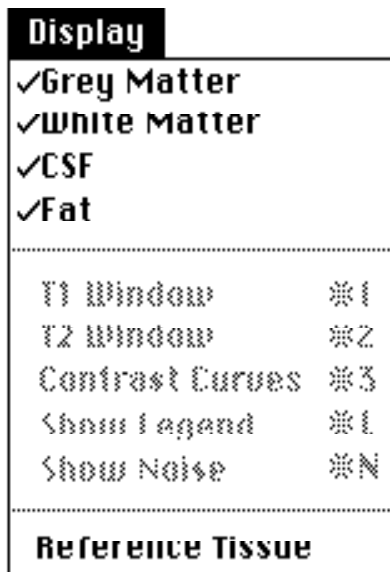 Display
✓Grey Matter
✓White Matter
✓CSF
✓Fat
T1 Window ⌘1
T2 Window ⌘2
Contrast Curves ⌘3
Show Legend ⌘L
Show Noise ⌘N
Reference Tissue